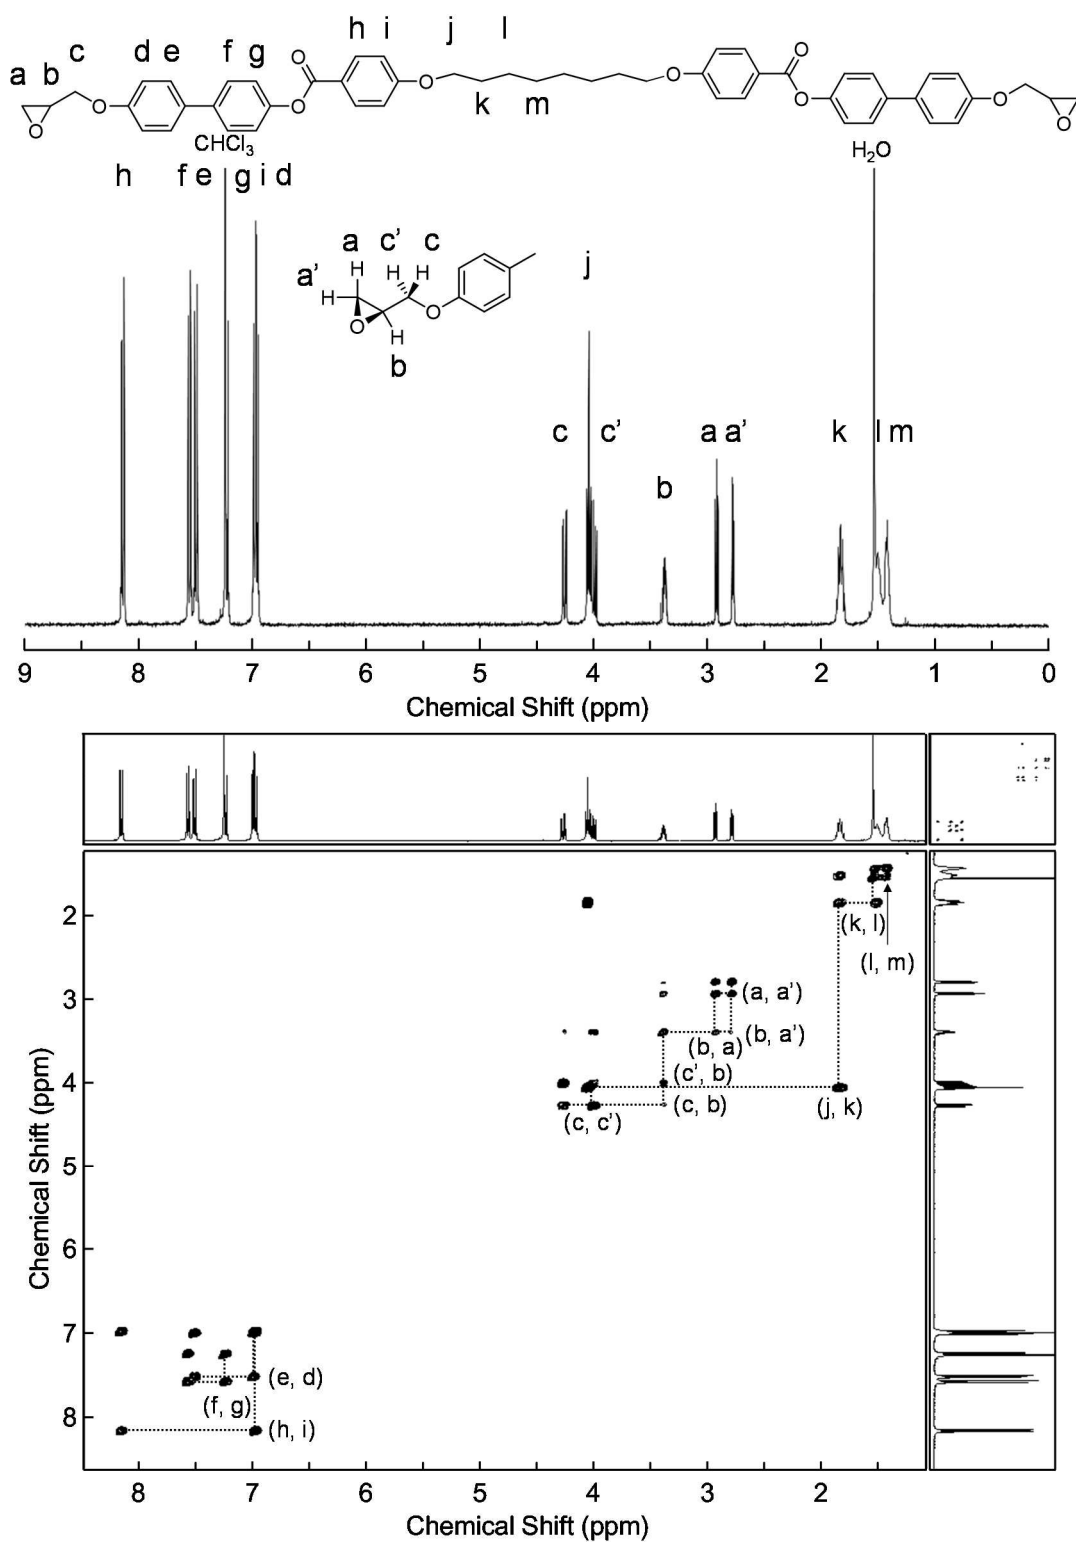 h i j l
f g
d e
c
b
a
O
O
O
O
O
O
O
O
O
O
k m
CHCl3
H2O
h f e g i d
c' c
a
j
a'
H H H
H
O
O
H
b
c c' a a' k l m
b
9 8 7 6 5 4 3 2 1 0
Chemical Shift (ppm)
2
(k, l)
(l, m)
3
(a, a')
(b, a) (b, a')
(c', b)
4
(c, b) (j, k)
(c, c')
5
6
7
(e, d)
(f, g)
8
(h, i)
Chemical Shift (ppm)
8 7 6 5 4 3 2
Chemical Shift (ppm)